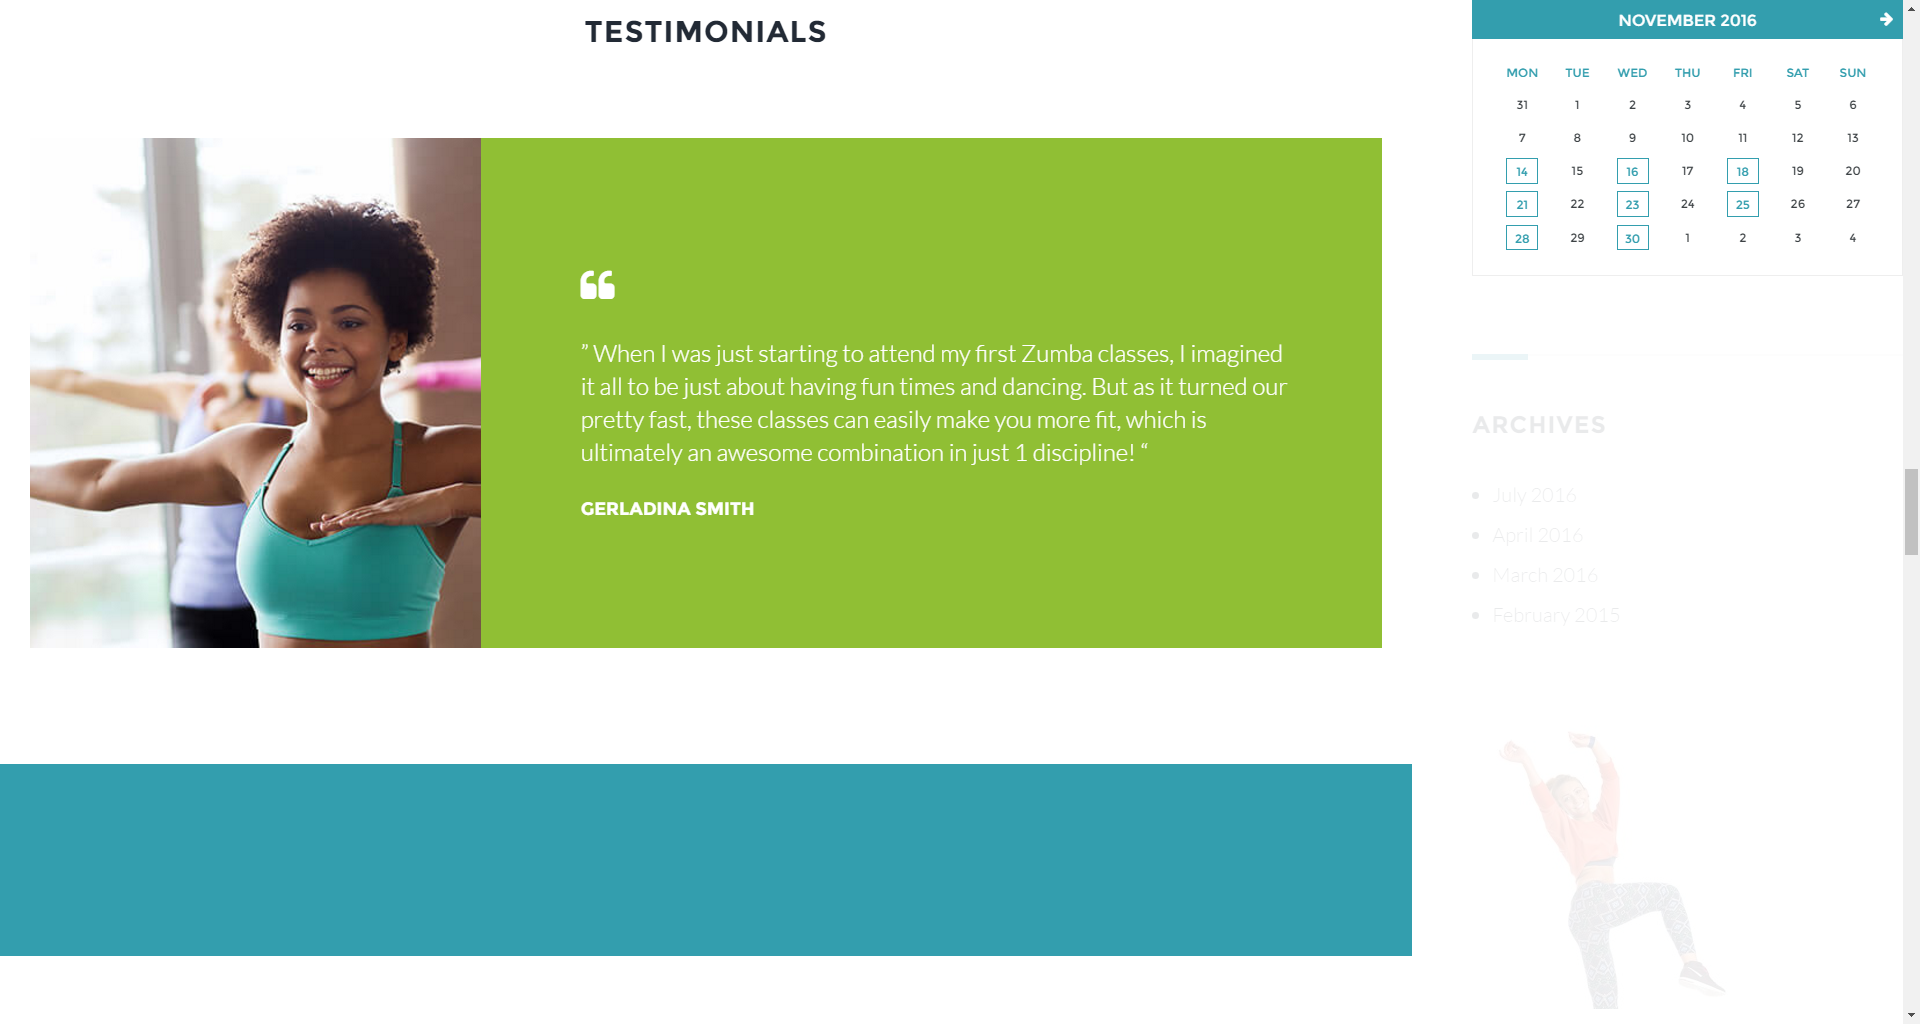 TESTIMONIALS
” When I was just starting to attend my first Zumba classes, I imagined
it all to be just about having fun times and dancing. But as it turned our
pretty fast, these classes can easily make you more fit, which is
ultimately an awesome combination in just 1 discipline! “
GERLADINA SMITH
NOVEMBER 2016
MON TUE WED THU FRI SAT SUN
31 1 2 3 4 5 6
7 8 9 10 11 12 13
14 15 16 17 18 19 20
21 22 23 24 25 26 27
28 29 30 1 2 3 4
ARCHIVES
July 2016
April 2016
March 2016
February 2015